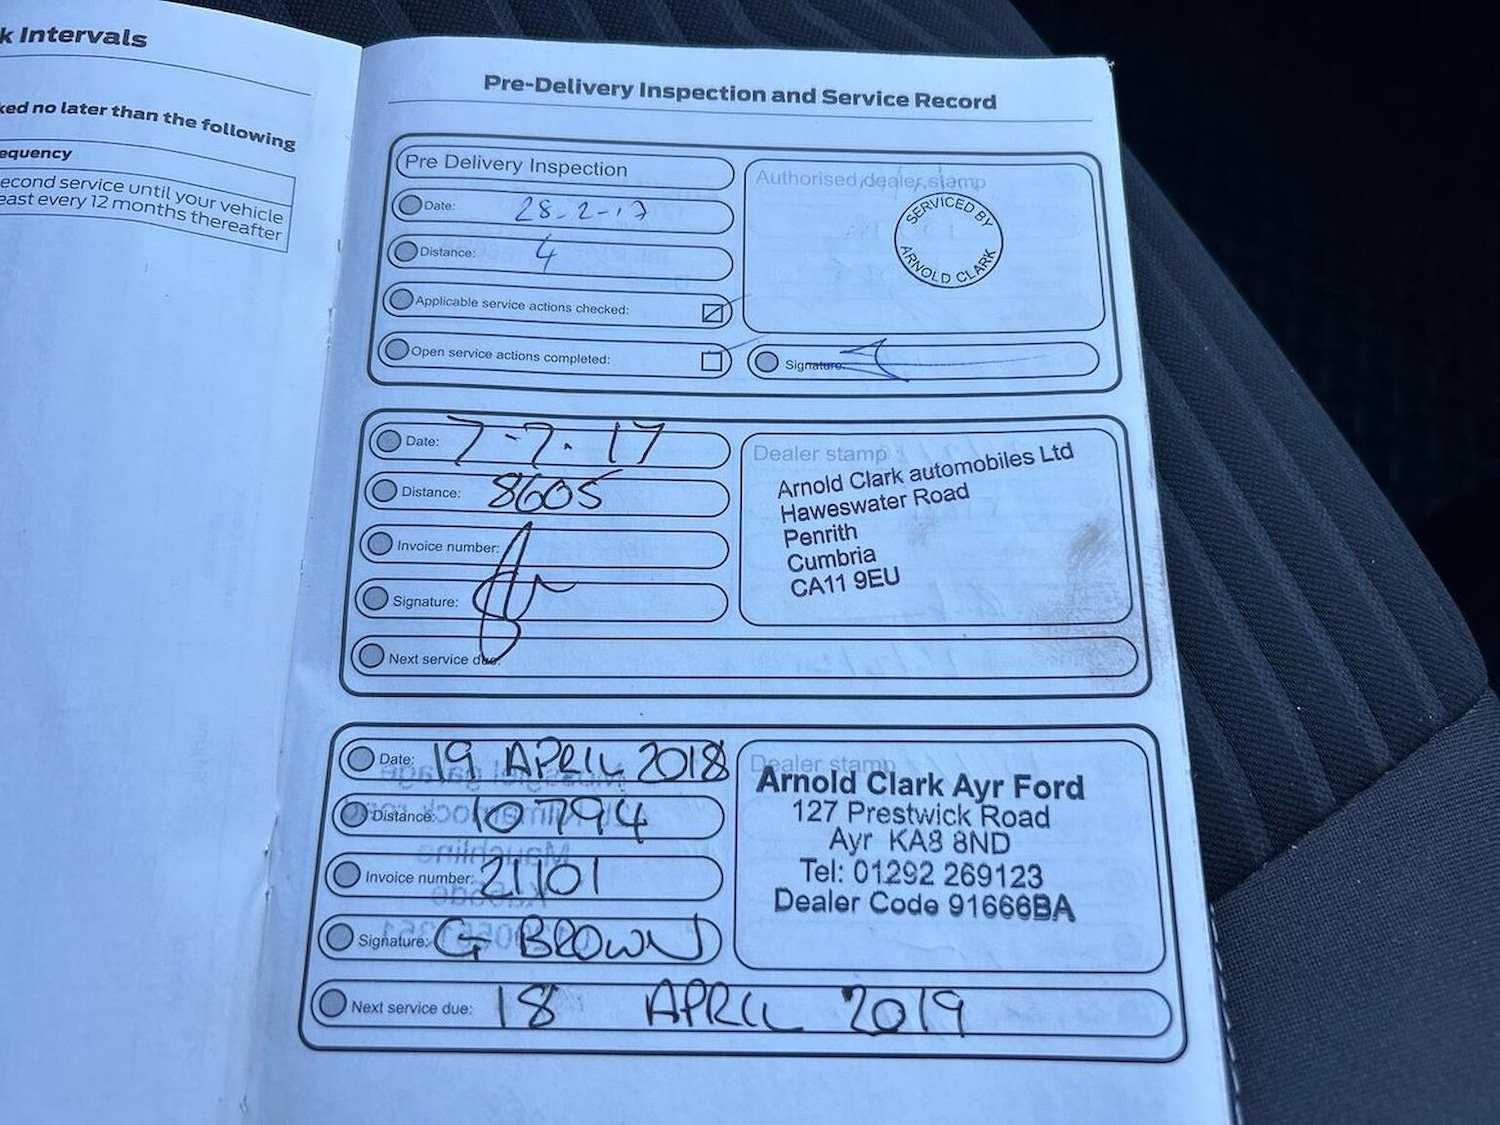 k Intervals
ked no later than the following
equency
econd service until your vehicle
east every 12 months thereafter
Pre-Delivery Inspection and Service Record
Pre Delivery Inspection
Date: 28-2-17
Distance: 4
Applicable service actions checked:
Open service actions completed:
Authorised dealer stamp
SERVICED BY
ARNOLD CLARK
Signature:
Date: 7-7-17
Distance: 8605
Invoice number:
Signature:
Next service due:
Dealer stamp
Arnold Clark automobiles Ltd
Haweswater Road
Penrith
Cumbria
CA11 9EU
Date: 19 APRIL 2018
Distance: 10794
Invoice number: 21101
Signature: G BROWN
Next service due: 18 APRIL 2019
Dealer stamp
Arnold Clark Ayr Ford
127 Prestwick Road
Ayr KA8 8ND
Tel: 01292 269123
Dealer Code 91666BA